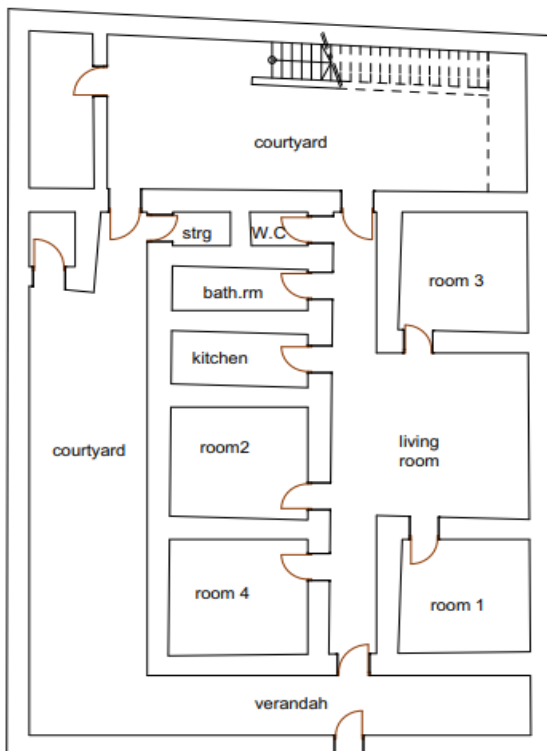 courtyard
strg
W.C
bath.rm
room 3
kitchen
courtyard
room2
living
room
room 4
room 1
verandah